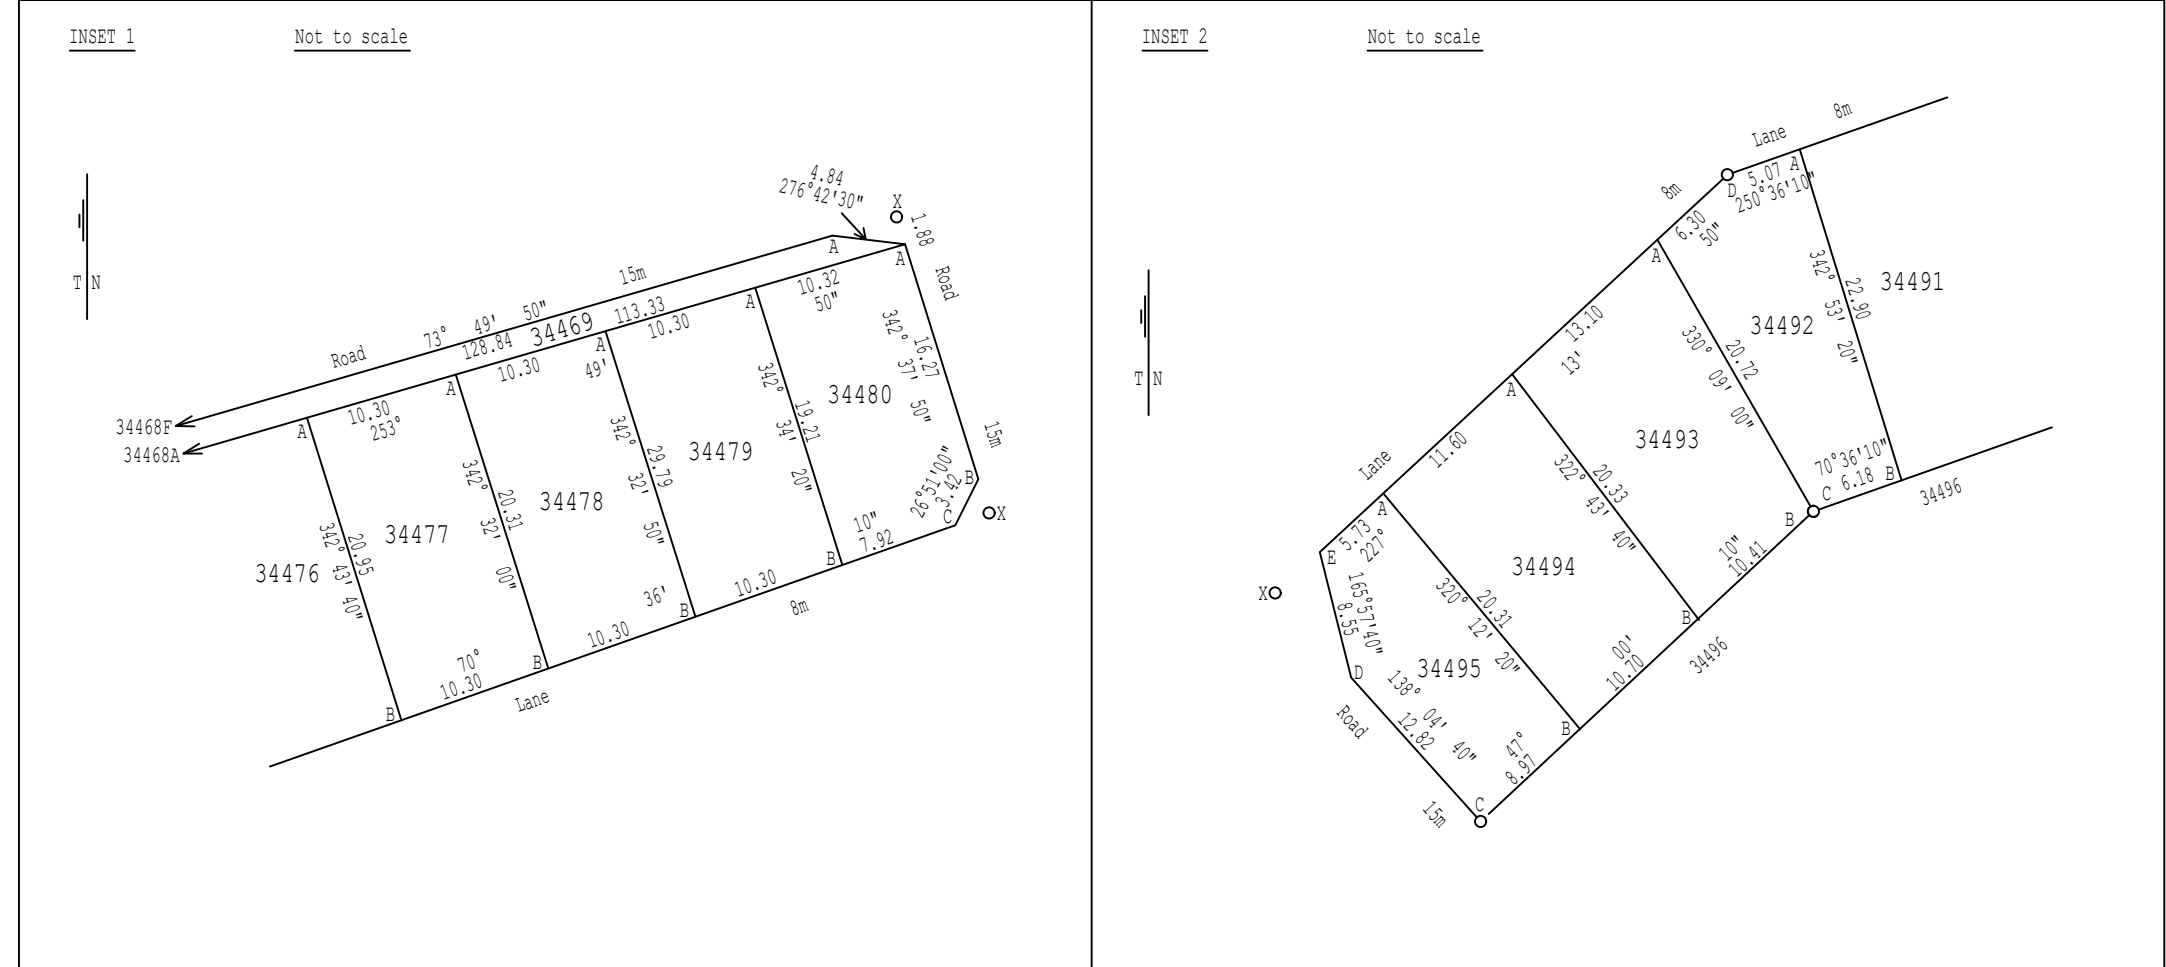 INSET 1
Not to scale
4.84
276°42'30"
X
1.88
A
A
15m
Road
T N
Road
73°
49'
50"
128.84
34469
113.33
10.32
50"
A
10.30
34468F
34468A
A
10.30
253°
A
10.30
49'
A
342°
16.27
37'
50"
342°
19.21
34'
20"
34480
342°
29.79
32'
50"
34479
342°
20.31
32'
00"
34478
342°
20.95
43'
40"
34477
34476
15m
26°51'00"
3.42
B
C
X
10"
7.92
B
10.30
8m
36'
B
10.30
B
70°
10.30
B
Lane
INSET 2
Not to scale
8m
Lane
A
5.07
250°36'10"
D
8m
6.30
50"
A
T N
342°
22.90
53'
20"
34491
34492
330°
20.72
09'
00"
13.10
13'
A
34493
Lane
11.60
322°
20.33
43'
40"
70°36'10"
6.18
B
C
34496
B
A
5.73
227°
E
X
165°57'40"
8.55
34494
320°
20.31
12'
20"
10"
10.41
B
34496
00'
10.70
D
34495
138°
04'
40"
12.82
Road
B
47°
8.97
C
15m